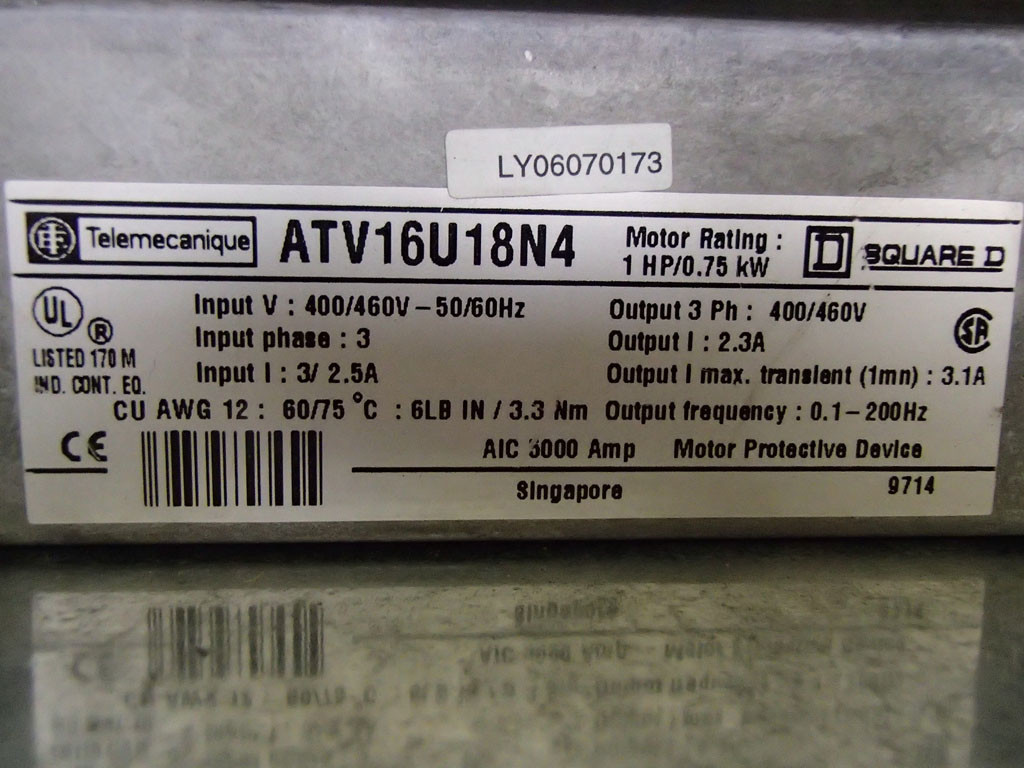 LY06070173
TE Telemecanique ATV16U18N4 Motor Rating : 1 HP/0.75 kW D SQUARE D
UL ®
LISTED 170 M
IND. CONT. EQ.
Input V : 400/460V – 50/60Hz
Input phase : 3
Input I : 3/ 2.5A
Output 3 Ph : 400/460V
Output I : 2.3A
Output I max. transient (1mn) : 3.1A
SA
CU AWG 12 : 60/75 °C : 6LB IN / 3.3 Nm Output frequency : 0.1 – 200Hz
CE
AIC 3000 Amp Motor Protective Device
Singapore 9714